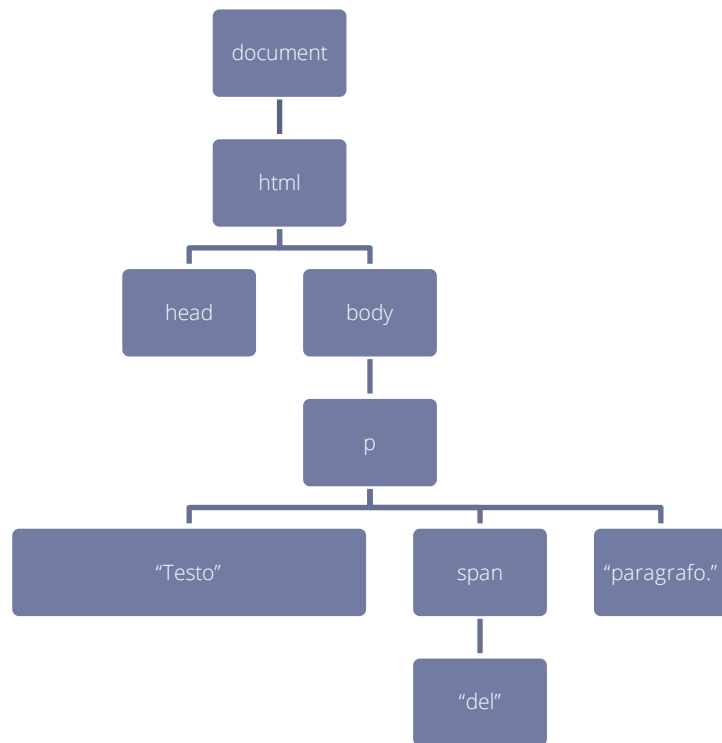 document
html
head
body
p
“Testo”
span
“paragrafo.”
“del”